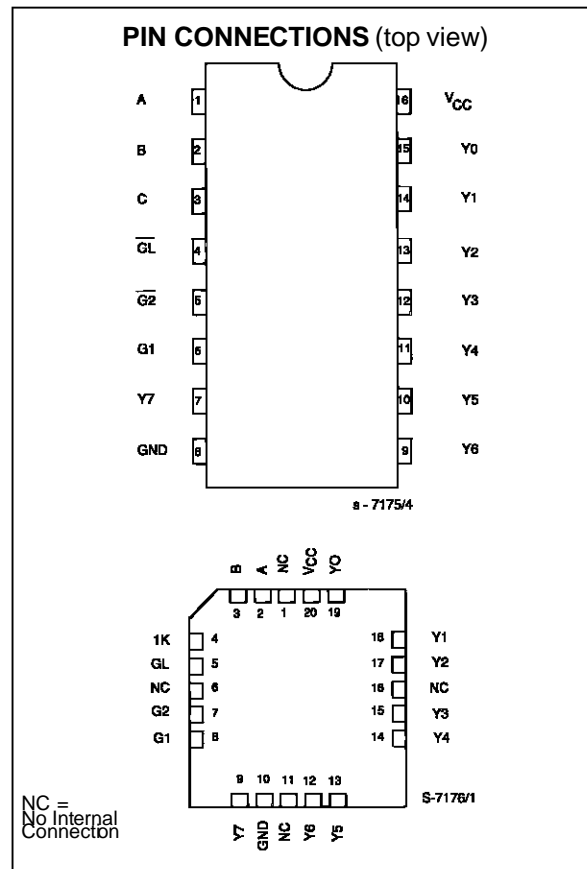 PIN CONNECTIONS (top view)
A 1 16 VCC
B 2 15 Y0
C 3 14 Y1
GL 4 13 Y2
G2 5 12 Y3
G1 6 11 Y4
Y7 7 10 Y5
GND 8 9 Y6
s - 7175/4
B A NC VCC YO
3 2 1 20 19
1K 4 18 Y1
GL 5 17 Y2
NC 6 16 NC
G2 7 15 Y3
G1 8 14 Y4
9 10 11 12 13
Y7 GND NC Y6 Y5
S-7176/1
NC =
No Internal
Connection